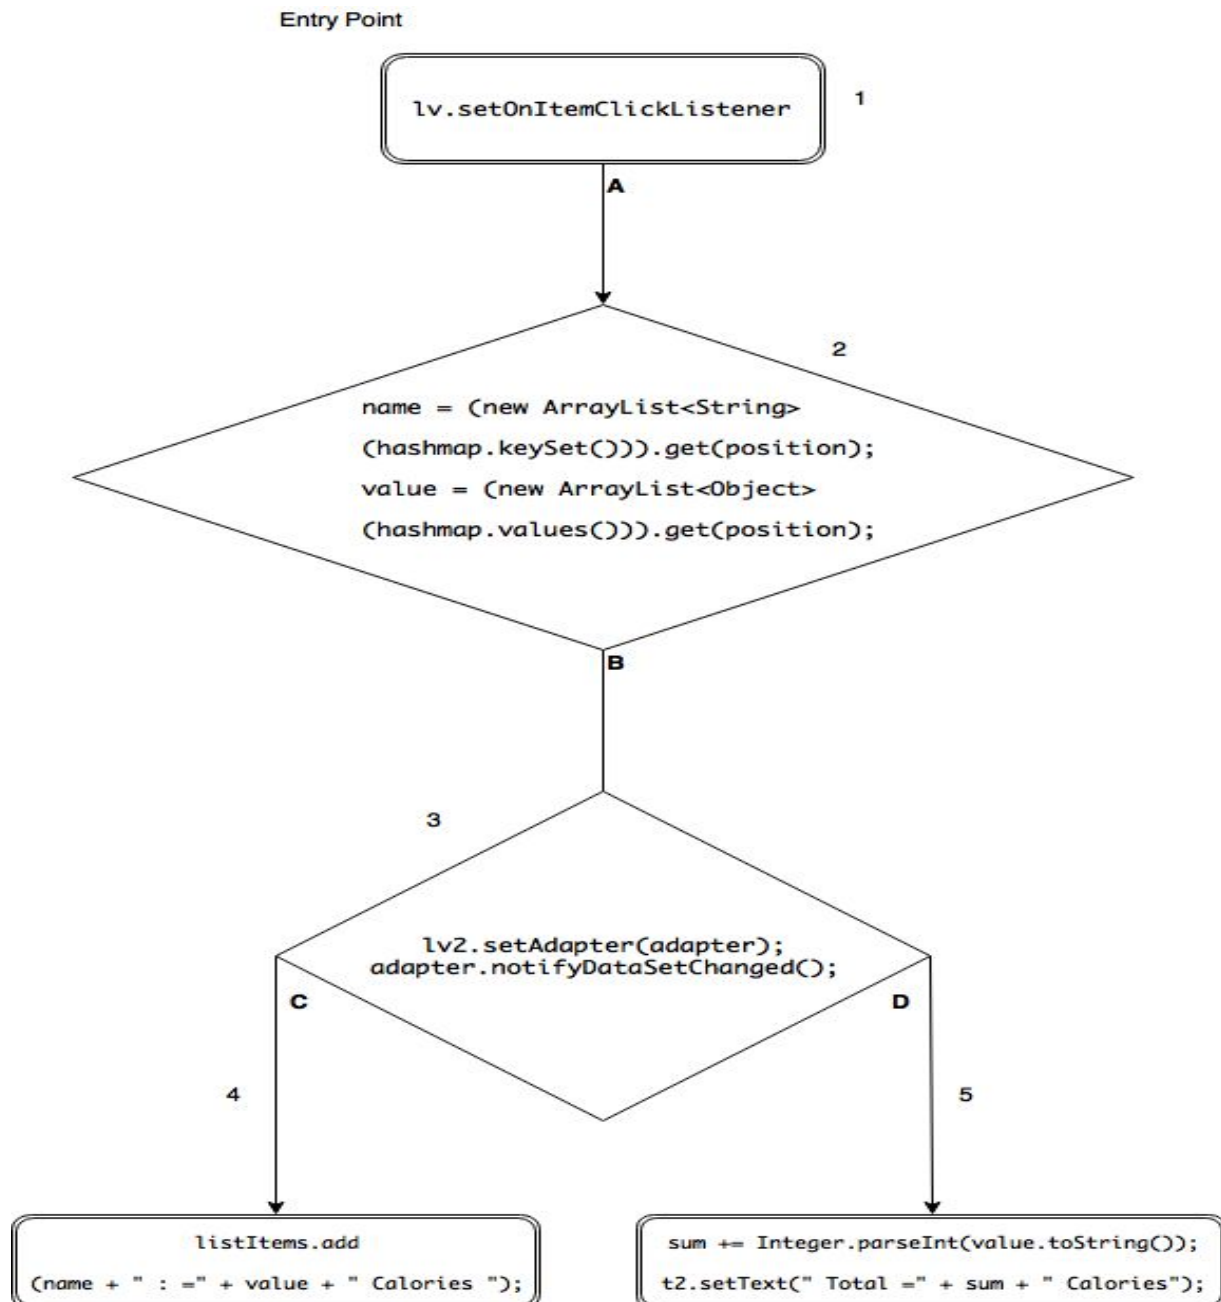 Entry Point
lv.setOnItemClickListener
1
A
2
name = (new ArrayList<String>
(hashmap.keySet())).get(position);
value = (new ArrayList<Object>
(hashmap.values())).get(position);
B
3
lv2.setAdapter(adapter);
adapter.notifyDataSetChanged();
C
D
4
5
listItems.add
(name + " : =" + value + " Calories ");
sum += Integer.parseInt(value.toString());
t2.setText(" Total =" + sum + " Calories");